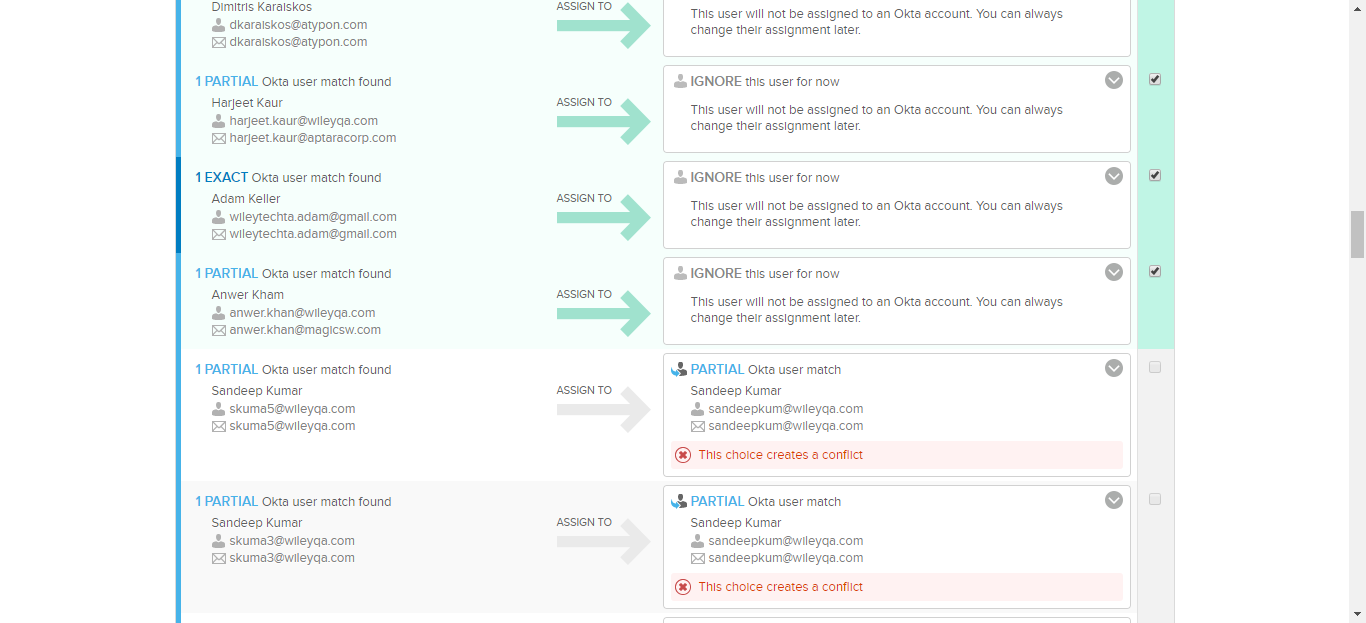 Dimitris Karaiskos
dkaraiskos@atypon.com
dkaraiskos@atypon.com
ASSIGN TO
This user will not be assigned to an Okta account. You can always
change their assignment later.
1 PARTIAL Okta user match found
Harjeet Kaur
harjeet.kaur@wileyqa.com
harjeet.kaur@aptaracorp.com
ASSIGN TO
IGNORE this user for now
This user will not be assigned to an Okta account. You can always
change their assignment later.
1 EXACT Okta user match found
Adam Keller
wileytechta.adam@gmail.com
wileytechta.adam@gmail.com
ASSIGN TO
IGNORE this user for now
This user will not be assigned to an Okta account. You can always
change their assignment later.
1 PARTIAL Okta user match found
Anwer Kham
anwer.khan@wileyqa.com
anwer.khan@magicsw.com
ASSIGN TO
IGNORE this user for now
This user will not be assigned to an Okta account. You can always
change their assignment later.
1 PARTIAL Okta user match found
Sandeep Kumar
skuma5@wileyqa.com
skuma5@wileyqa.com
ASSIGN TO
PARTIAL Okta user match
Sandeep Kumar
sandeepkum@wileyqa.com
sandeepkum@wileyqa.com
This choice creates a conflict
1 PARTIAL Okta user match found
Sandeep Kumar
skuma3@wileyqa.com
skuma3@wileyqa.com
ASSIGN TO
PARTIAL Okta user match
Sandeep Kumar
sandeepkum@wileyqa.com
sandeepkum@wileyqa.com
This choice creates a conflict